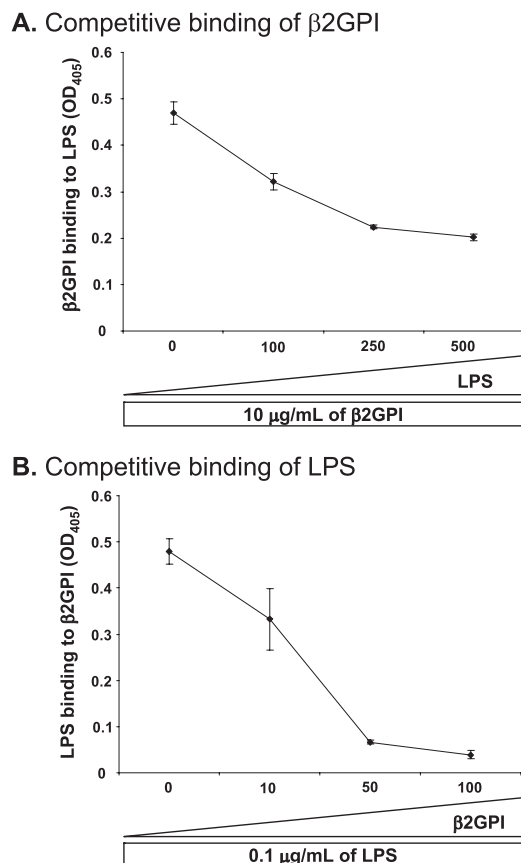 A. Competitive binding of β2GPI
β2GPI binding to LPS (OD405)
0.6
0.5
0.4
0.3
0.2
0.1
0
0 100 250 500
LPS
10 μg/mL of β2GPI
B. Competitive binding of LPS
LPS binding to β2GPI (OD405)
0.6
0.5
0.4
0.3
0.2
0.1
0
0 10 50 100
β2GPI
0.1 μg/mL of LPS